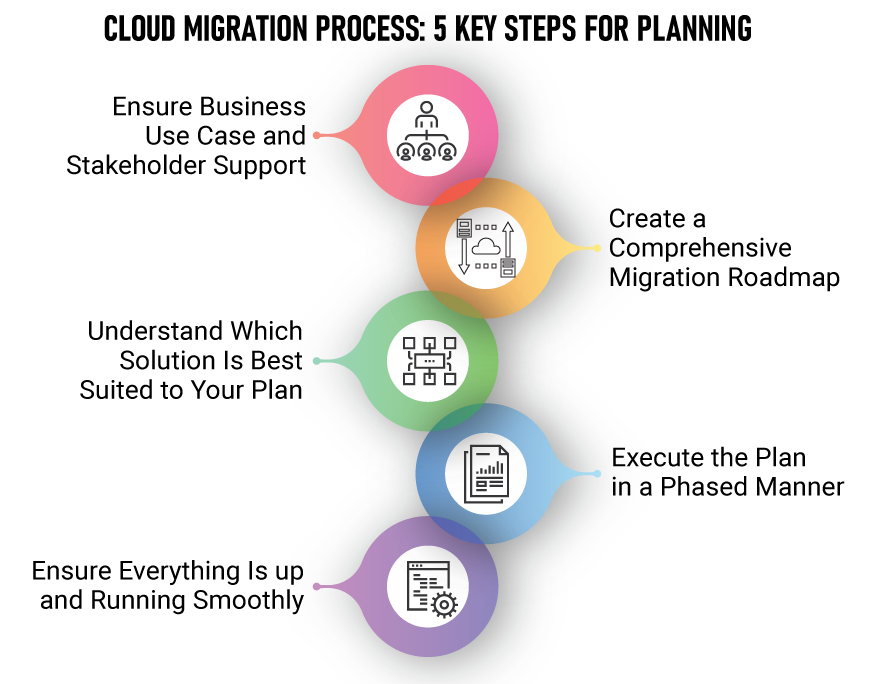 CLOUD MIGRATION PROCESS: 5 KEY STEPS FOR PLANNING
Ensure Business
Use Case and
Stakeholder Support
Create a
Comprehensive
Migration Roadmap
Understand Which
Solution Is Best
Suited to Your Plan
Execute the Plan
in a Phased Manner
Ensure Everything Is up
and Running Smoothly